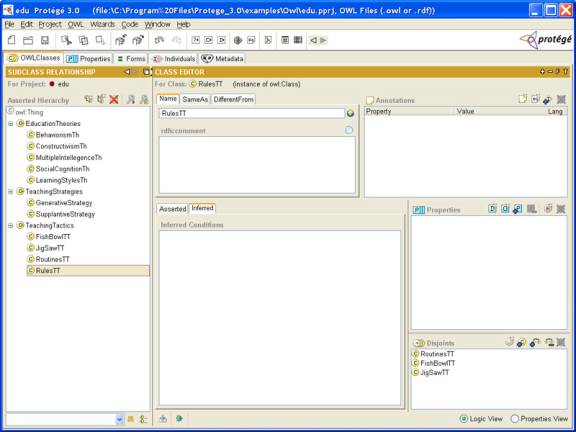 edu Protégé 3.0 (file:\C:\Program%20Files\Protege_3.0\examples\Owl\edu.pprj, OWL Files (.owl or .rdf))
File Edit Project OWL Wizards Code Window Help
protégé
OWLClasses Properties Forms Individuals Metadata
SUBCLASS RELATIONSHIP
For Project: edu
Asserted Hierarchy
owl:Thing
EducationTheories
BehaviorismTh
ConstructivismTh
MultipleIntellegenceTh
SocialCognitionTh
LearningStylesTh
TeachingStrategies
GenerativeStrategy
SupplantiveStrategy
TeachingTactics
FishBowlTT
JigSawTT
RoutinesTT
RulesTT
CLASS EDITOR
For Class: RulesTT (instance of owl:Class)
Name SameAs DifferentFrom
RulesTT
rdfs:comment
Annotations
Property Value Lang
Asserted Inferred
Inferred Conditions
Properties
Disjoints
RoutinesTT
FishBowlTT
JigSawTT
Logic View Properties View